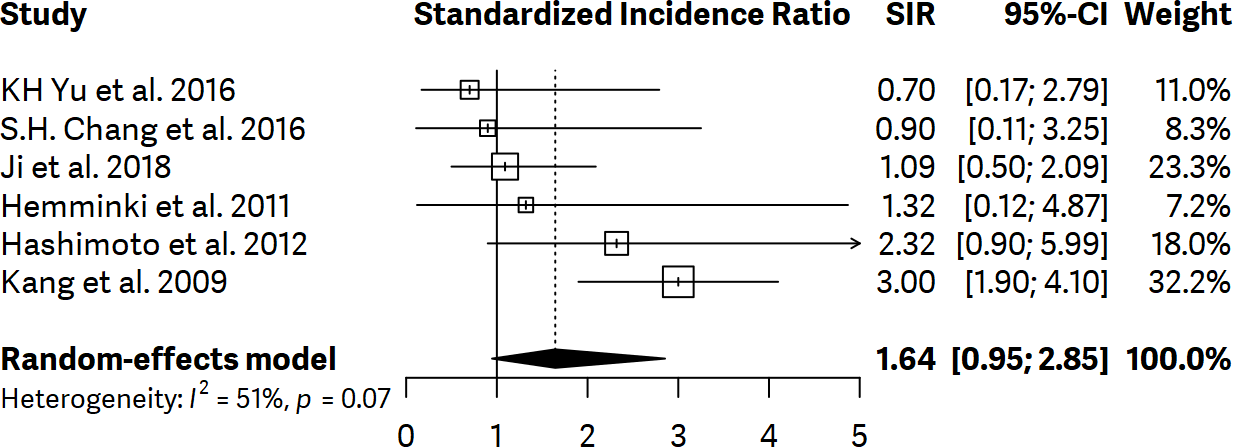 Study Standardized Incidence Ratio SIR 95%-CI Weight
KH Yu et al. 2016 0.70 [0.17; 2.79] 11.0%
S.H. Chang et al. 2016 0.90 [0.11; 3.25] 8.3%
Ji et al. 2018 1.09 [0.50; 2.09] 23.3%
Hemminki et al. 2011 1.32 [0.12; 4.87] 7.2%
Hashimoto et al. 2012 2.32 [0.90; 5.99] 18.0%
Kang et al. 2009 3.00 [1.90; 4.10] 32.2%
Random-effects model 1.64 [0.95; 2.85] 100.0%
Heterogeneity: I² = 51%, p = 0.07
0 1 2 3 4 5